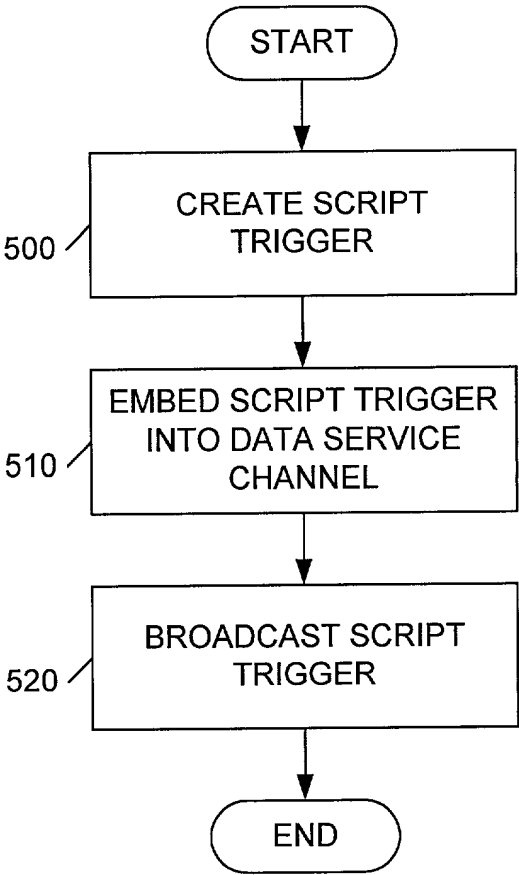 START
CREATE SCRIPT
TRIGGER
500
EMBED SCRIPT TRIGGER
INTO DATA SERVICE
CHANNEL
510
BROADCAST SCRIPT
TRIGGER
520
END